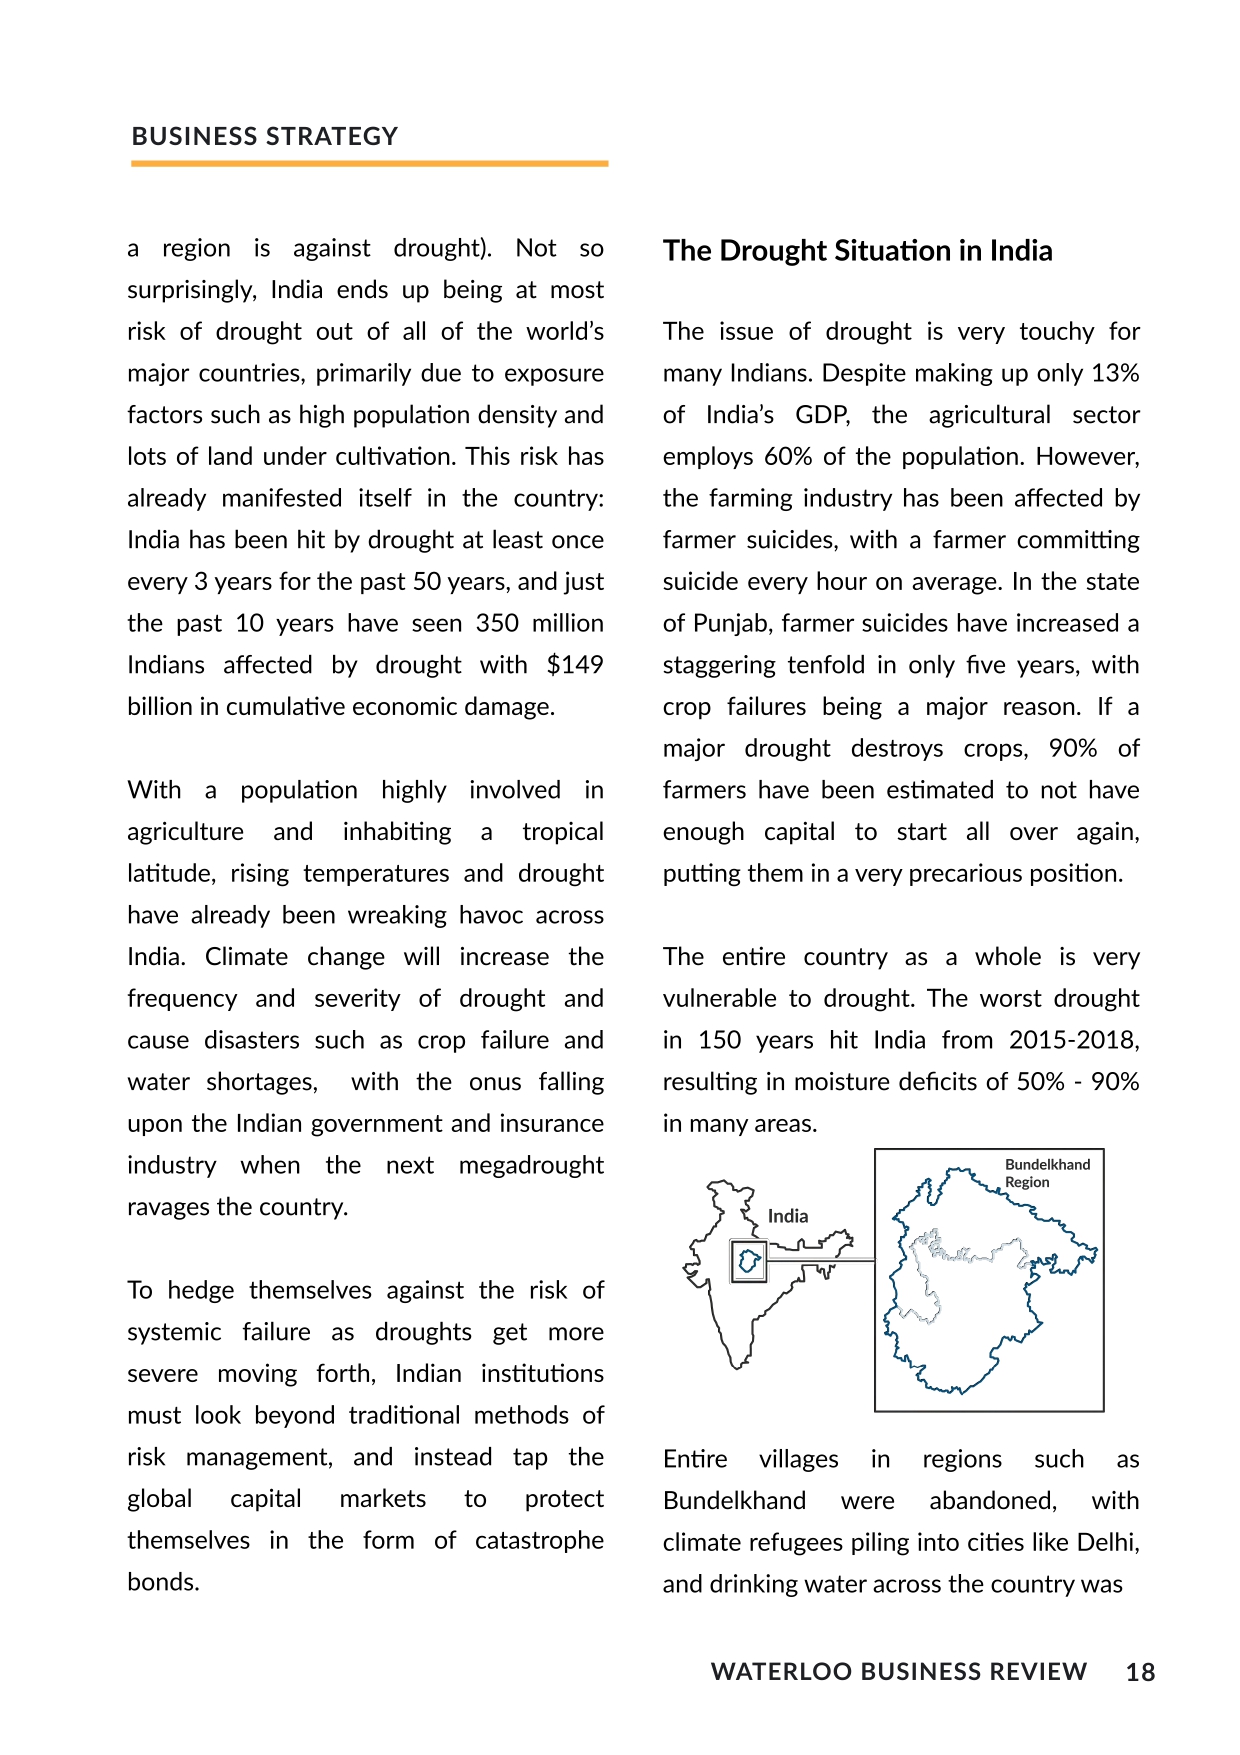 BUSINESS STRATEGY
a region is against drought). Not so
surprisingly, India ends up being at most
risk of drought out of all of the world's
major countries, primarily due to exposure
factors such as high population density and
lots of land under cultivation. This risk has
already manifested itself in the country:
India has been hit by drought at least once
every 3 years for the past 50 years, and just
the past 10 years have seen 350 million
Indians affected by drought with $149
billion in cumulative economic damage.
With a population highly involved in
agriculture and inhabiting a tropical
latitude, rising temperatures and drought
have already been wreaking havoc across
India. Climate change will increase the
frequency and severity of drought and
cause disasters such as crop failure and
water shortages, with the onus falling
upon the Indian government and insurance
industry when the next megadrought
ravages the country.
To hedge themselves against the risk of
systemic failure as droughts get more
severe moving forth, Indian institutions
must look beyond traditional methods of
risk management, and instead tap the
global capital markets to protect
themselves in the form of catastrophe
bonds.
The Drought Situation in India
The issue of drought is very touchy for
many Indians. Despite making up only 13%
of India's GDP, the agricultural sector
employs 60% of the population. However,
the farming industry has been affected by
farmer suicides, with a farmer committing
suicide every hour on average. In the state
of Punjab, farmer suicides have increased a
staggering tenfold in only five years, with
crop failures being a major reason. If a
major drought destroys crops, 90% of
farmers have been estimated to not have
enough capital to start all over again,
putting them in a very precarious position.
The entire country as a whole is very
vulnerable to drought. The worst drought
in 150 years hit India from 2015-2018,
resulting in moisture deficits of 50% - 90%
in many areas.
Bundelkhand
Region
India
Entire villages in regions such as
Bundelkhand were abandoned, with
climate refugees piling into cities like Delhi,
and drinking water across the country was
WATERLOO BUSINESS REVIEW 18